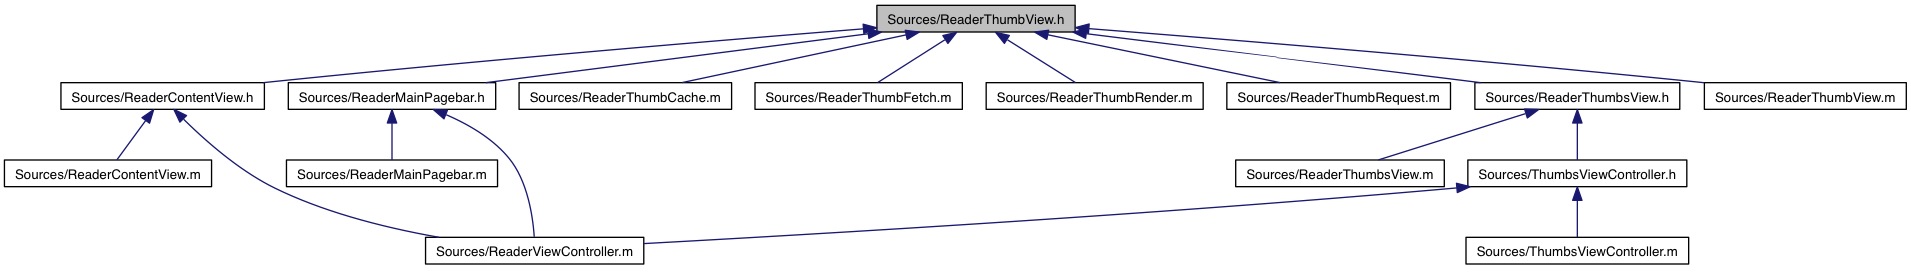 Sources/ReaderThumbView.h
Sources/ReaderContentView.h
Sources/ReaderMainPagebar.h
Sources/ReaderThumbCache.m
Sources/ReaderThumbFetch.m
Sources/ReaderThumbRender.m
Sources/ReaderThumbRequest.m
Sources/ReaderThumbsView.h
Sources/ReaderThumbView.m
Sources/ReaderContentView.m
Sources/ReaderMainPagebar.m
Sources/ReaderThumbsView.m
Sources/ThumbsViewController.h
Sources/ReaderViewController.m
Sources/ThumbsViewController.m